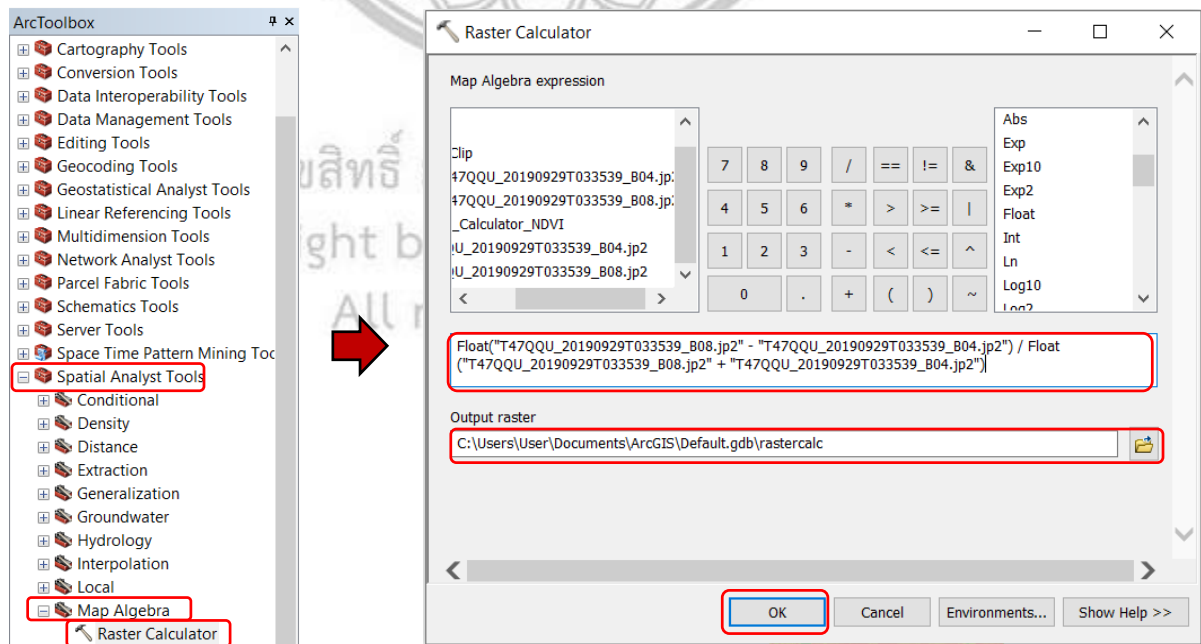 ArcToolbox
Cartography Tools
Conversion Tools
Data Interoperability Tools
Data Management Tools
Editing Tools
Geocoding Tools
Geostatistical Analyst Tools
Linear Referencing Tools
Multidimension Tools
Network Analyst Tools
Parcel Fabric Tools
Schematics Tools
Server Tools
Space Time Pattern Mining Toc
Spatial Analyst Tools
Conditional
Density
Distance
Extraction
Generalization
Groundwater
Hydrology
Interpolation
Local
Map Algebra
Raster Calculator
ght b
All r
Raster Calculator
Map Algebra expression
Clip
47QQU_20190929T033539_B04.jp
47QQU_20190929T033539_B08.jp
_Calculator_NDVI
U_20190929T033539_B04.jp2
U_20190929T033539_B08.jp2
7 8 9 / == != &
4 5 6 * > >= |
1 2 3 - < <= ^
0 . + ( ) ~
Abs
Exp
Exp10
Exp2
Float
Int
Ln
Log10
Log2
Float("T47QQU_20190929T033539_B08.jp2" - "T47QQU_20190929T033539_B04.jp2") / Float
("T47QQU_20190929T033539_B08.jp2" + "T47QQU_20190929T033539_B04.jp2")
Output raster
C:\Users\User\Documents\ArcGIS\Default.gdb\rastercalc
OK Cancel Environments... Show Help >>